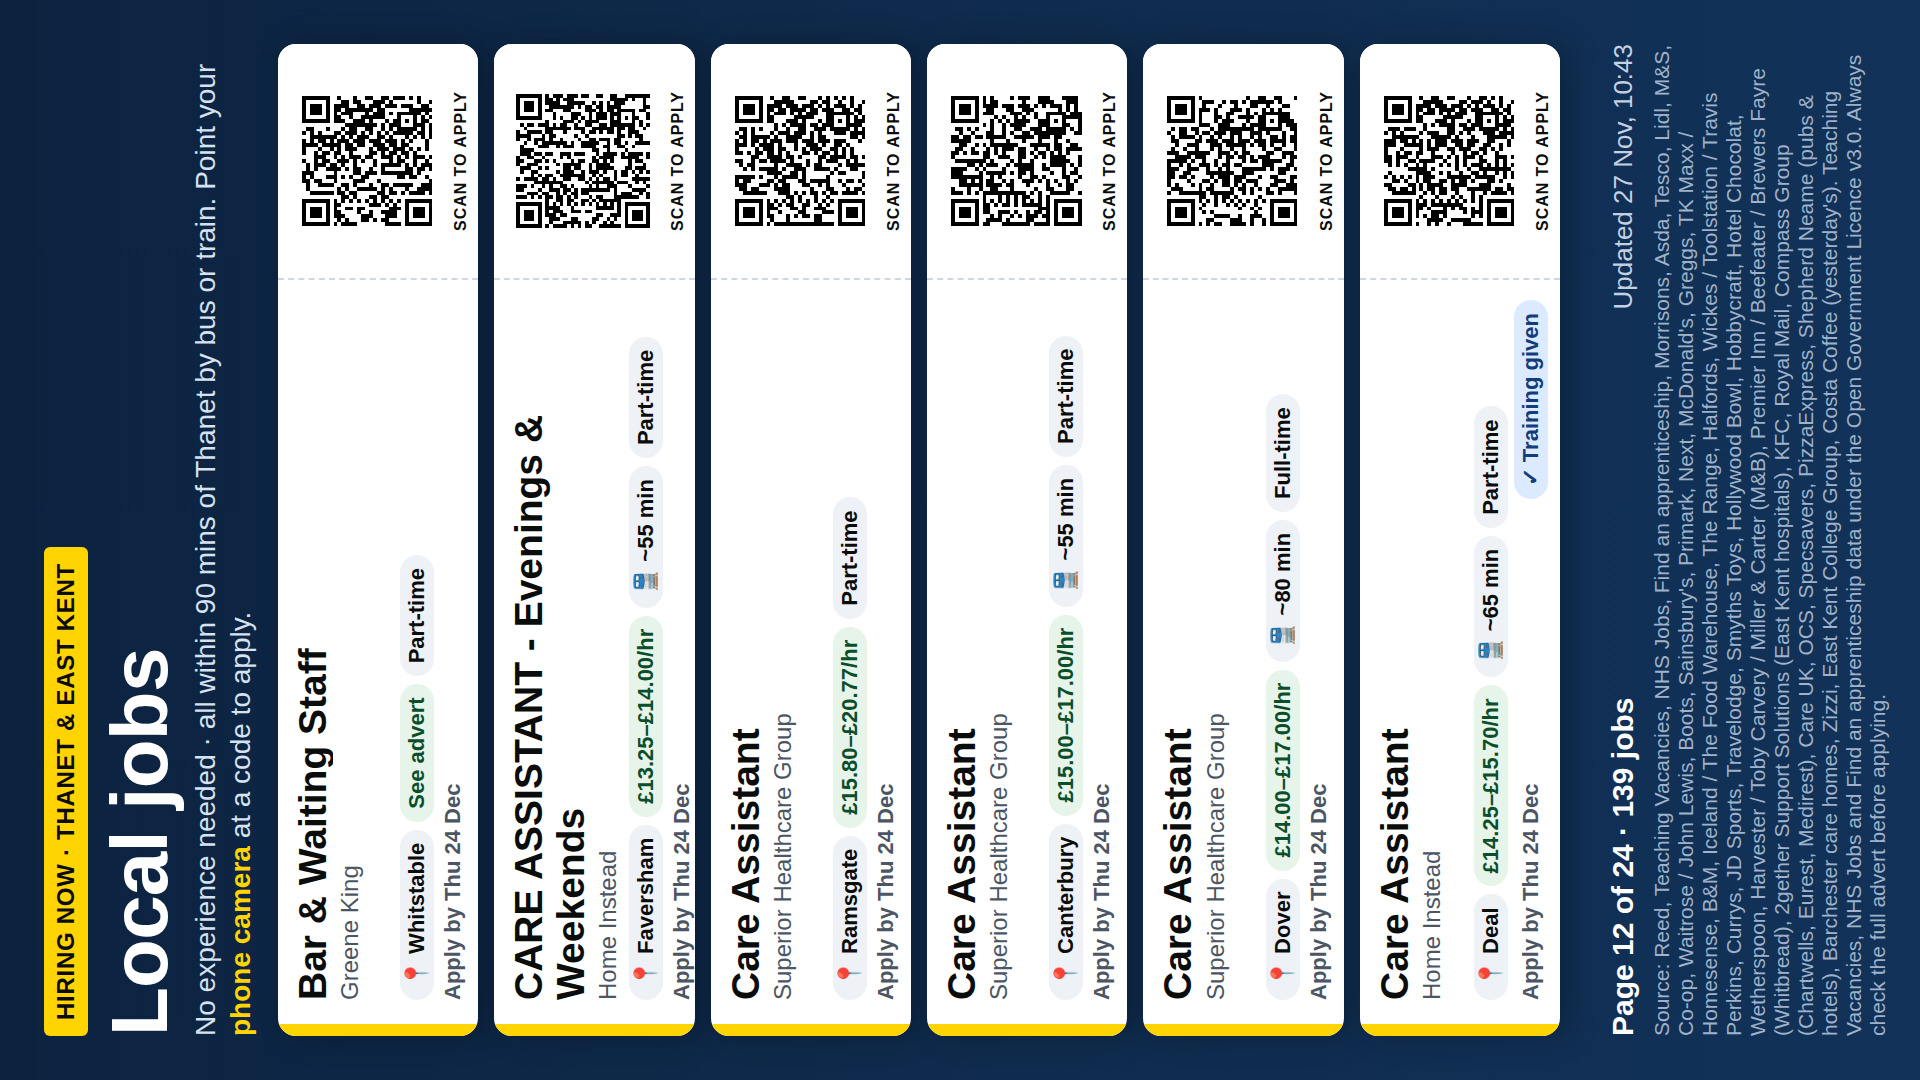 HIRING NOW · THANET & EAST KENT
Local jobs
No experience needed · all within 90 mins of Thanet by bus or train. Point your
phone camera at a code to apply.
Bar & Waiting Staff
Greene King
📍 Whitstable
See advert
Part-time
Apply by Thu 24 Dec
SCAN TO APPLY
CARE ASSISTANT - Evenings &
Weekends
Home Instead
📍 Faversham
£13.25–£14.00/hr
🚉 ~55 min
Part-time
Apply by Thu 24 Dec
SCAN TO APPLY
Care Assistant
Superior Healthcare Group
📍 Ramsgate
£15.80–£20.77/hr
Part-time
Apply by Thu 24 Dec
SCAN TO APPLY
Care Assistant
Superior Healthcare Group
📍 Canterbury
£15.00–£17.00/hr
🚉 ~55 min
Part-time
Apply by Thu 24 Dec
SCAN TO APPLY
Care Assistant
Superior Healthcare Group
📍 Dover
£14.00–£17.00/hr
🚉 ~80 min
Full-time
Apply by Thu 24 Dec
SCAN TO APPLY
Care Assistant
Home Instead
📍 Deal
£14.25–£15.70/hr
🚉 ~65 min
Part-time
Apply by Thu 24 Dec
✓ Training given
SCAN TO APPLY
Page 12 of 24 · 139 jobs
Updated 27 Nov, 10:43
Source: Reed, Teaching Vacancies, NHS Jobs, Find an apprenticeship, Morrisons, Asda, Tesco, Lidl, M&S,
Co-op, Waitrose / John Lewis, Boots, Sainsbury's, Primark, Next, McDonald's, Greggs, TK Maxx /
Homesense, B&M, Iceland / The Food Warehouse, The Range, Halfords, Wickes / Toolstation / Travis
Perkins, Currys, JD Sports, Travelodge, Smyths Toys, Hollywood Bowl, Hobbycraft, Hotel Chocolat,
Wetherspoon, Harvester / Toby Carvery / Miller & Carter (M&B), Premier Inn / Beefeater / Brewers Fayre
(Whitbread), 2gether Support Solutions (East Kent hospitals), KFC, Royal Mail, Compass Group
(Chartwells, Eurest, Medirest), Care UK, OCS, Specsavers, PizzaExpress, Shepherd Neame (pubs &
hotels), Barchester care homes, Zizzi, East Kent College Group, Costa Coffee (yesterday's). Teaching
Vacancies, NHS Jobs and Find an apprenticeship data under the Open Government Licence v3.0. Always
check the full advert before applying.